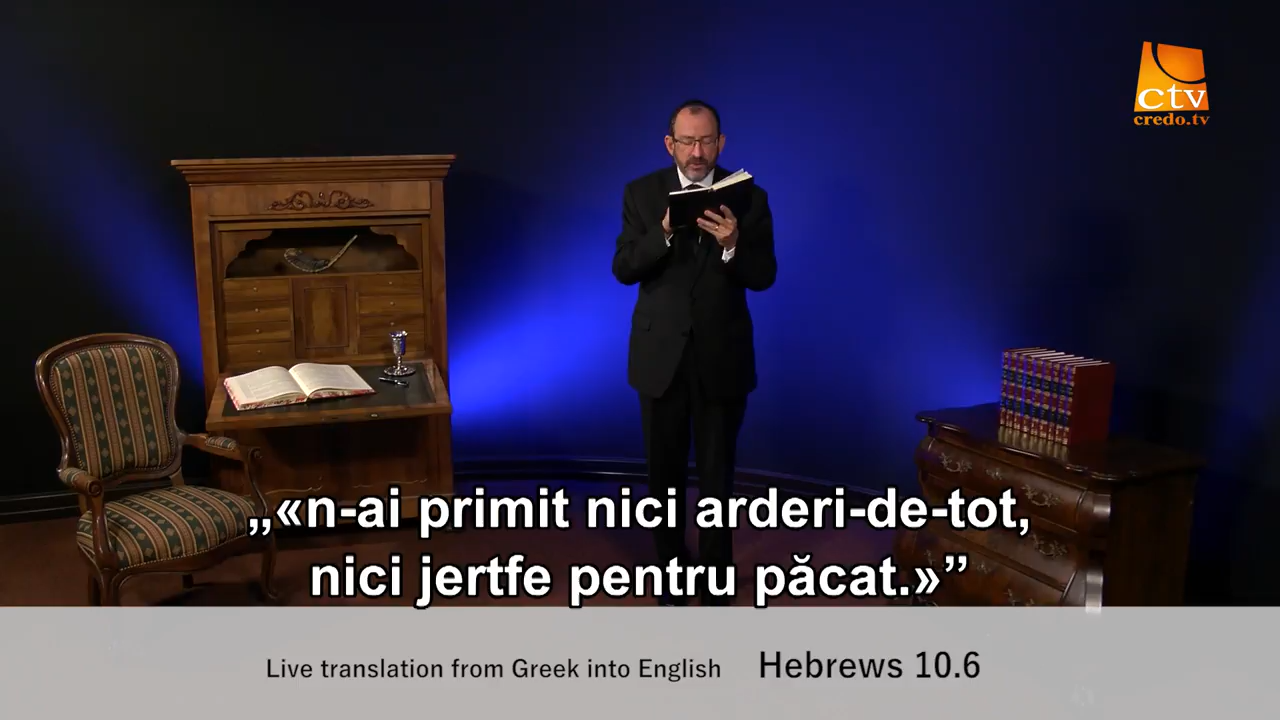 ctv
credo.tv
„«n-ai primit nici arderi-de-tot,
nici jertfe pentru păcat.»”
Live translation from Greek into English Hebrews 10.6